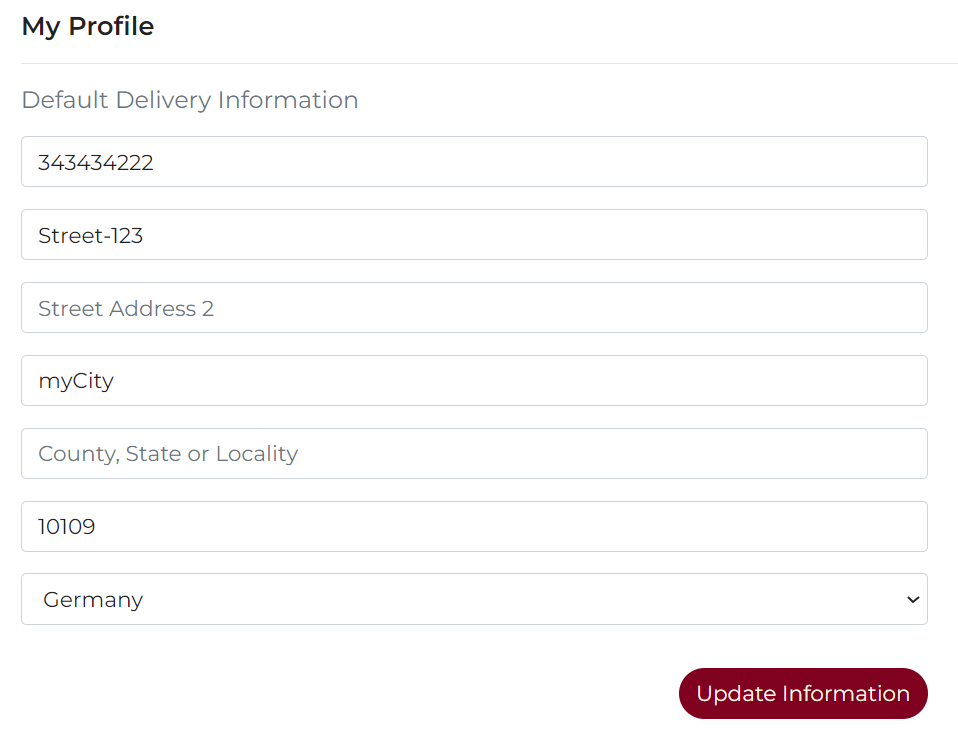 My Profile
Default Delivery Information
343434222
Street-123
Street Address 2
myCity
County, State or Locality
10109
Germany
Update Information